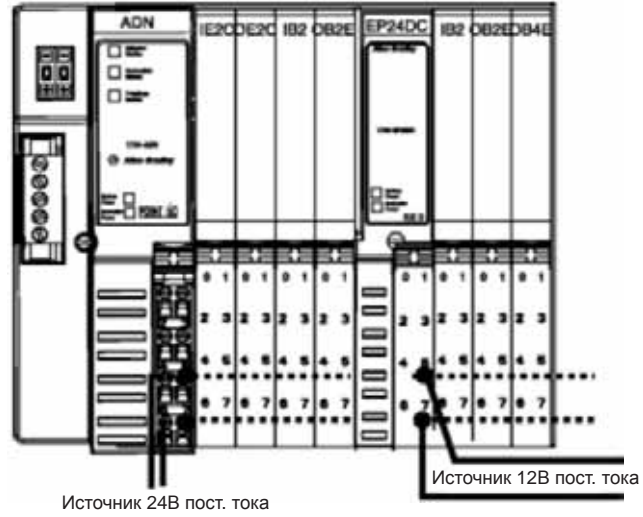 ADN IE2C OE2C IB2 OB2E EP24DC IB2 OB2E OB4E
Allen-Bradley
POINT I/O
0 1 0 1 0 1 0 1 0 1 0 1 0 1 0 1
2 3 2 3 2 3 2 3 2 3 2 3 2 3 2 3
4 5 4 5 4 5 4 5 4 5 4 5 4 5 4 5
6 7 6 7 6 7 6 7 6 7 6 7 6 7 6 7
Источник 12В пост. тока
Источник 24В пост. тока